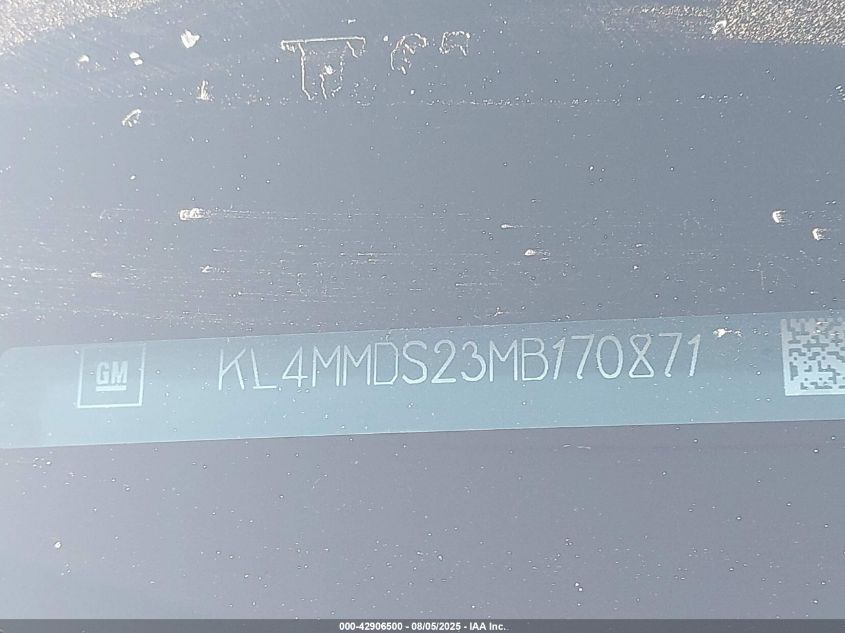 GM KL4MMDS23MB170871
000-42906500 - 08/05/2025 - IAA Inc.